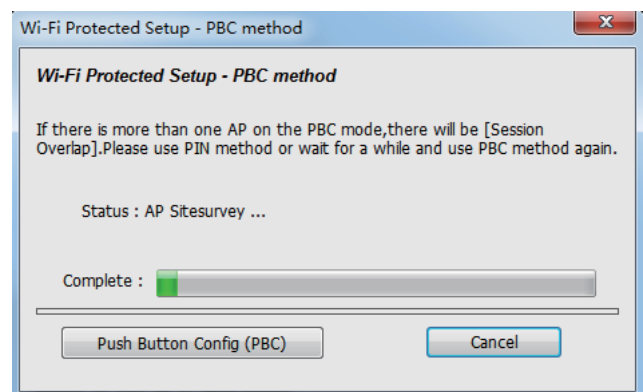 Wi-Fi Protected Setup - PBC method
Wi-Fi Protected Setup - PBC method
If there is more than one AP on the PBC mode,there will be [Session
Overlap].Please use PIN method or wait for a while and use PBC method again.
Status : AP Sitesurvey ...
Complete :
Push Button Config (PBC)
Cancel